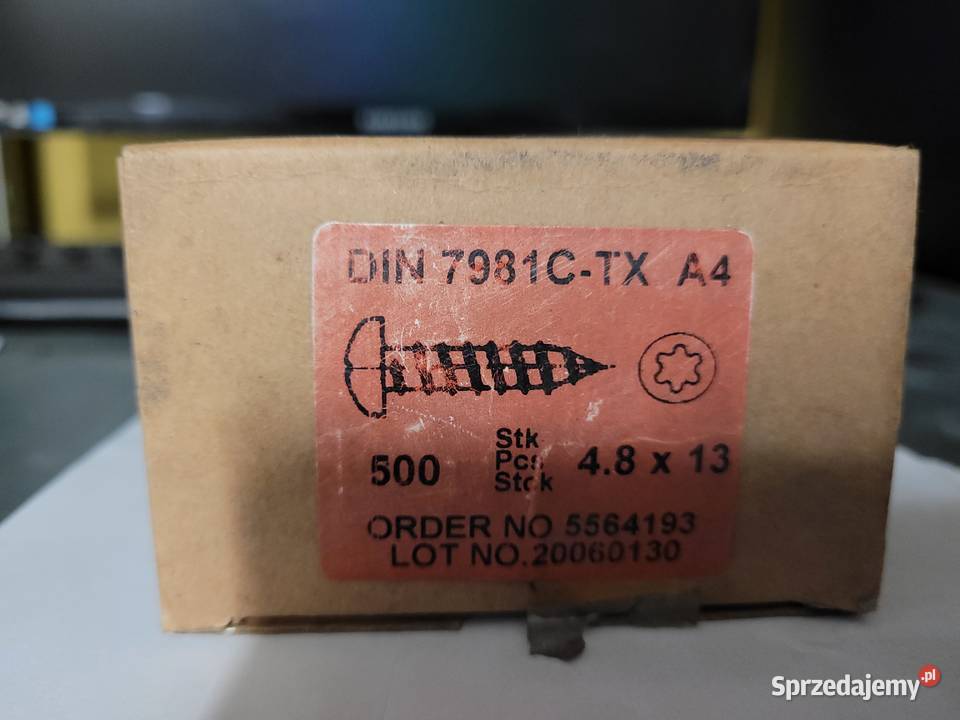 DIN 7981C-TX A4
500 Stk
Pcs
Stck
4.8 x 13
ORDER NO 5564193
LOT NO.20060130
Sprzedajemy.pl